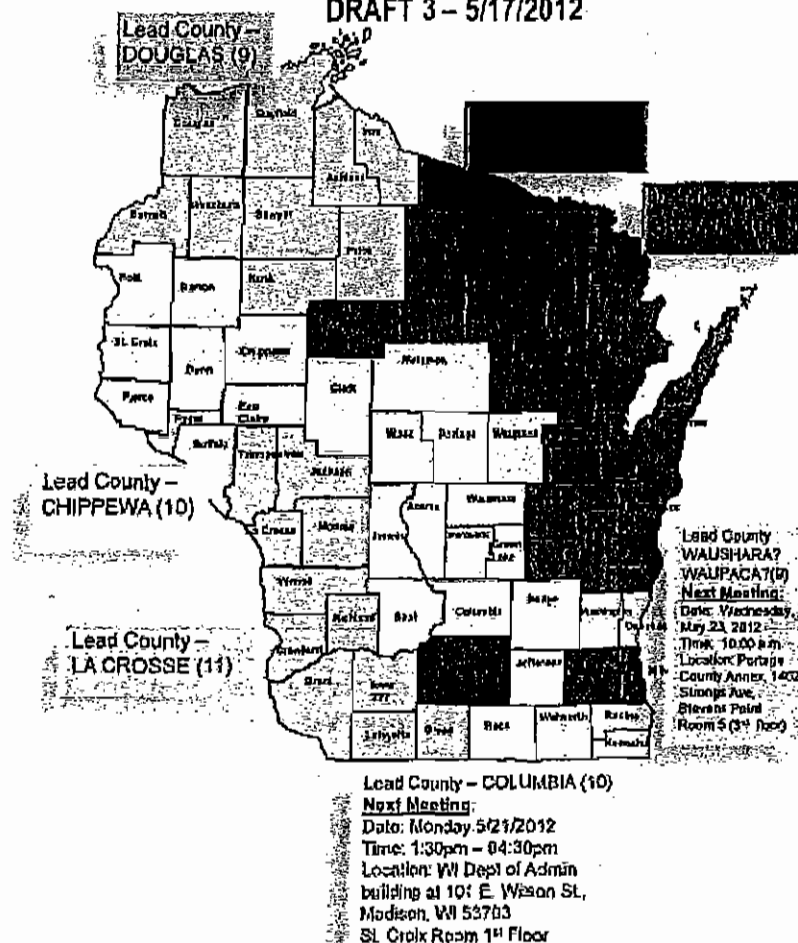 DRAFT 3 – 5/17/2012
Lead County –
DOUGLAS (9)
Douglas
Bayfield
Iron
Ashland
Washburn
Sawyer
Polk
Barron
Rusk
Price
St. Croix
Dunn
Chippewa
Pierce
Pepin
Eau
Claire
Clark
Marathon
Buffalo
Trempealeau
Jackson
Wood
Portage
Waupaca
Lead County –
CHIPPEWA (10)
Monroe
Juneau
Adams
Waushara
Green
Lake
Lead County
WAUSHARA?
WAUPACA?(9)
Next Meeting:
Date: Wednesday,
May 23, 2012
Time: 10:00 a.m.
Location: Portage
County Annex, 1462
Strongs Ave,
Stevens Point
Room 5 (3rd floor)
Lead County –
LA CROSSE (11)
Vernon
Richland
Sauk
Columbia
Dodge
Washington
Crawford
Grant
Iowa
???
Jefferson
Lafayette
Green
Rock
Walworth
Racine
Kenosha
Lead County – COLUMBIA (10)
Next Meeting:
Date: Monday 5/21/2012
Time: 1:30pm – 04:30pm
Location: WI Dept of Admin
building at 101 E. Wilson St,
Madison, WI 53703
St. Croix Room 1st Floor